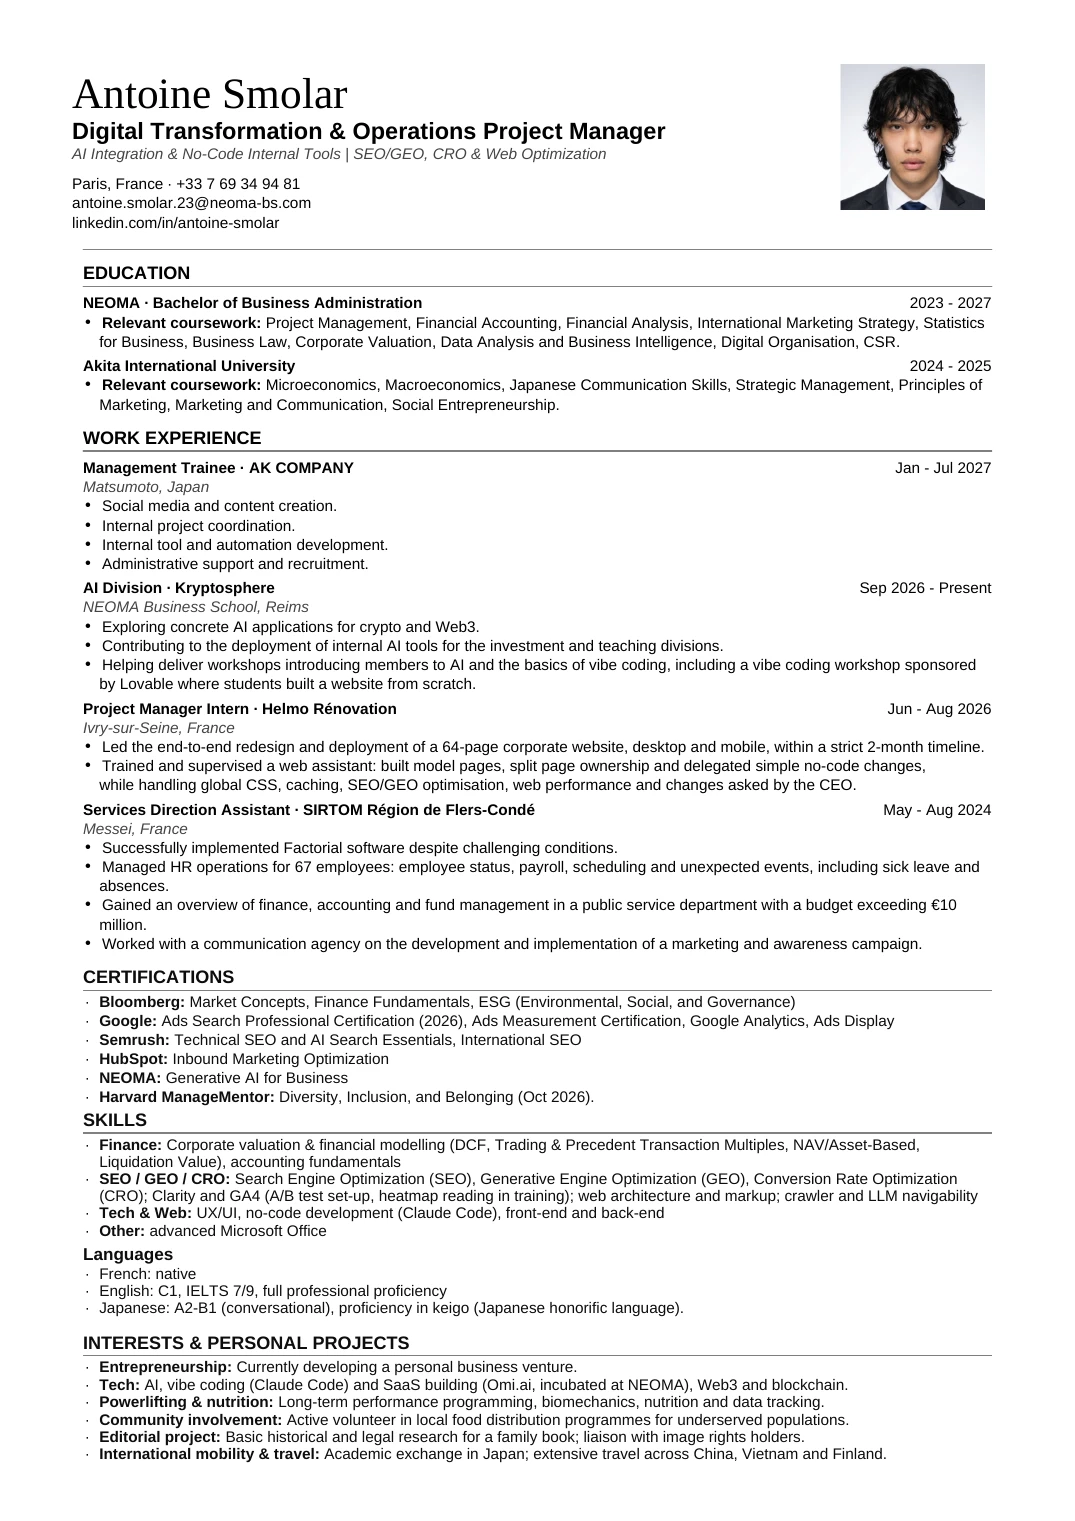 Antoine Smolar
Digital Transformation & Operations Project Manager
AI Integration & No-Code Internal Tools | SEO/GEO, CRO & Web Optimization
Paris, France · +33 7 69 34 94 81
antoine.smolar.23@neoma-bs.com
linkedin.com/in/antoine-smolar
EDUCATION
NEOMA · Bachelor of Business Administration 2023 - 2027
• Relevant coursework: Project Management, Financial Accounting, Financial Analysis, International Marketing Strategy, Statistics
for Business, Business Law, Corporate Valuation, Data Analysis and Business Intelligence, Digital Organisation, CSR.
Akita International University 2024 - 2025
• Relevant coursework: Microeconomics, Macroeconomics, Japanese Communication Skills, Strategic Management, Principles of
Marketing, Marketing and Communication, Social Entrepreneurship.
WORK EXPERIENCE
Management Trainee · AK COMPANY Jan - Jul 2027
Matsumoto, Japan
• Social media and content creation.
• Internal project coordination.
• Internal tool and automation development.
• Administrative support and recruitment.
AI Division · Kryptosphere Sep 2026 - Present
NEOMA Business School, Reims
• Exploring concrete AI applications for crypto and Web3.
• Contributing to the deployment of internal AI tools for the investment and teaching divisions.
• Helping deliver workshops introducing members to AI and the basics of vibe coding, including a vibe coding workshop sponsored
by Lovable where students built a website from scratch.
Project Manager Intern · Helmo Rénovation Jun - Aug 2026
Ivry-sur-Seine, France
• Led the end-to-end redesign and deployment of a 64-page corporate website, desktop and mobile, within a strict 2-month timeline.
• Trained and supervised a web assistant: built model pages, split page ownership and delegated simple no-code changes,
while handling global CSS, caching, SEO/GEO optimisation, web performance and changes asked by the CEO.
Services Direction Assistant · SIRTOM Région de Flers-Condé May - Aug 2024
Messei, France
• Successfully implemented Factorial software despite challenging conditions.
• Managed HR operations for 67 employees: employee status, payroll, scheduling and unexpected events, including sick leave and
absences.
• Gained an overview of finance, accounting and fund management in a public service department with a budget exceeding €10
million.
• Worked with a communication agency on the development and implementation of a marketing and awareness campaign.
CERTIFICATIONS
· Bloomberg: Market Concepts, Finance Fundamentals, ESG (Environmental, Social, and Governance)
· Google: Ads Search Professional Certification (2026), Ads Measurement Certification, Google Analytics, Ads Display
· Semrush: Technical SEO and AI Search Essentials, International SEO
· HubSpot: Inbound Marketing Optimization
· NEOMA: Generative AI for Business
· Harvard ManageMentor: Diversity, Inclusion, and Belonging (Oct 2026).
SKILLS
· Finance: Corporate valuation & financial modelling (DCF, Trading & Precedent Transaction Multiples, NAV/Asset-Based,
Liquidation Value), accounting fundamentals
· SEO / GEO / CRO: Search Engine Optimization (SEO), Generative Engine Optimization (GEO), Conversion Rate Optimization
(CRO); Clarity and GA4 (A/B test set-up, heatmap reading in training); web architecture and markup; crawler and LLM navigability
· Tech & Web: UX/UI, no-code development (Claude Code), front-end and back-end
· Other: advanced Microsoft Office
Languages
· French: native
· English: C1, IELTS 7/9, full professional proficiency
· Japanese: A2-B1 (conversational), proficiency in keigo (Japanese honorific language).
INTERESTS & PERSONAL PROJECTS
· Entrepreneurship: Currently developing a personal business venture.
· Tech: AI, vibe coding (Claude Code) and SaaS building (Omi.ai, incubated at NEOMA), Web3 and blockchain.
· Powerlifting & nutrition: Long-term performance programming, biomechanics, nutrition and data tracking.
· Community involvement: Active volunteer in local food distribution programmes for underserved populations.
· Editorial project: Basic historical and legal research for a family book; liaison with image rights holders.
· International mobility & travel: Academic exchange in Japan; extensive travel across China, Vietnam and Finland.